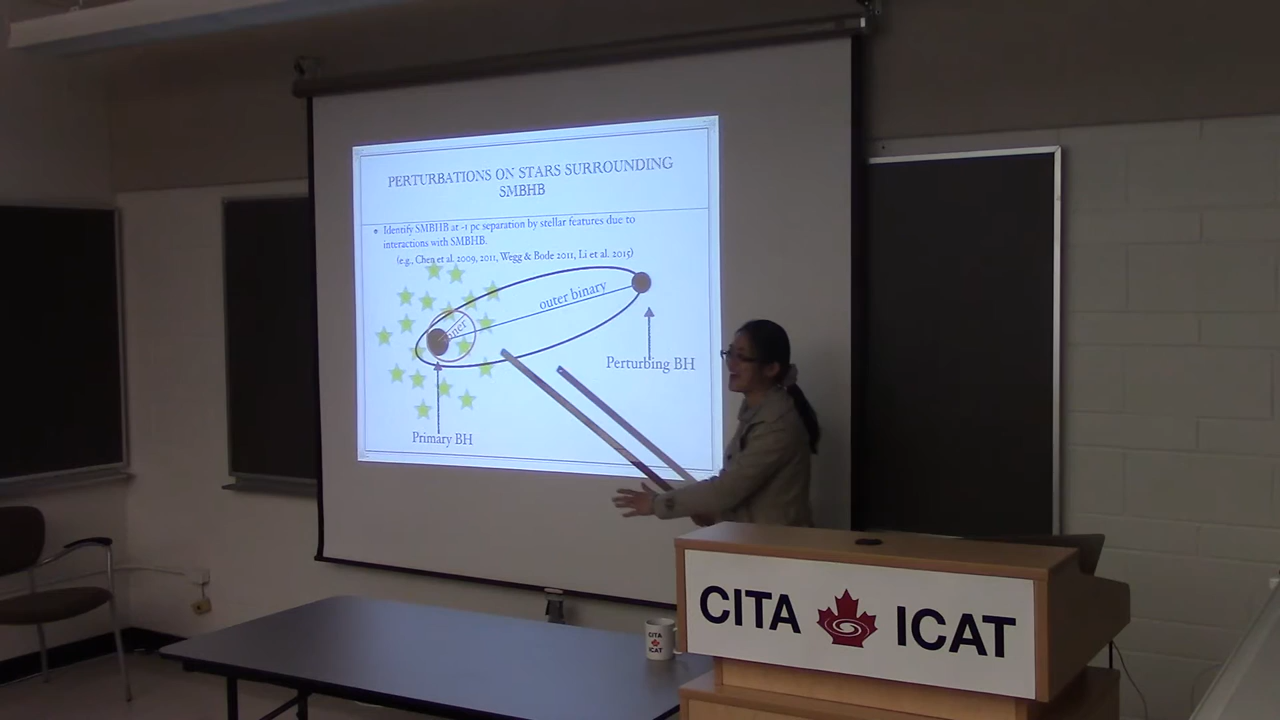 PERTURBATIONS ON STARS SURROUNDING
SMBHB
Identify SMBHB at ~1 pc separation by stellar features due to
interactions with SMBHB.
(e.g., Chen et al. 2009, 2011, Wegg & Bode 2011, Li et al. 2015)
outer binary
inner
Perturbing BH
Primary BH
CITA ICAT
CITA
ICAT